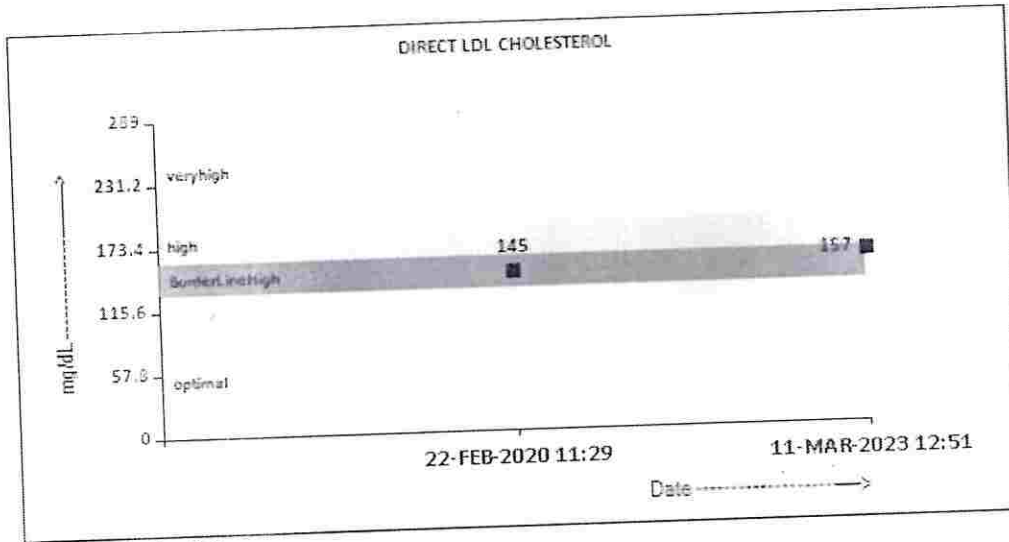 DIRECT LDL CHOLESTEROL
289
231.2
veryhigh
173.4
high
145
157
BorderLineHigh
115.6
mg/dL
57.8
optimal
0
22-FEB-2020 11:29
11-MAR-2023 12:51
Date